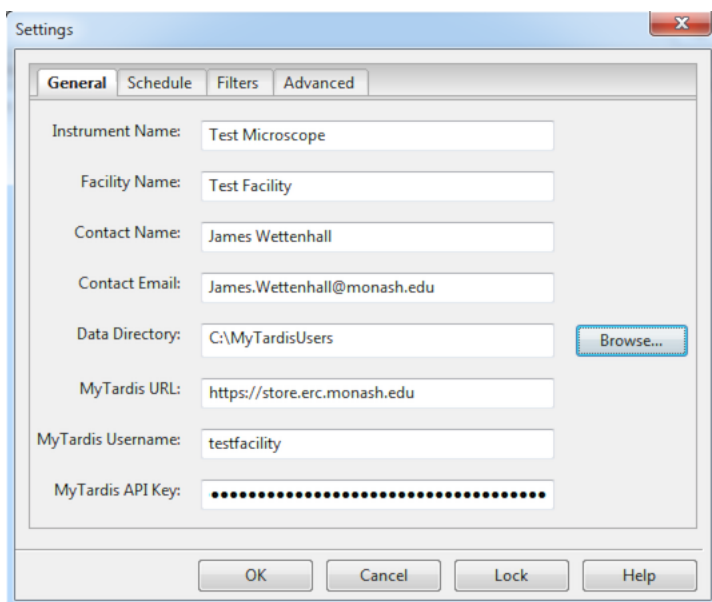 Settings
General Schedule Filters Advanced
Instrument Name: Test Microscope
Facility Name: Test Facility
Contact Name: James Wettenhall
Contact Email: James.Wettenhall@monash.edu
Data Directory: C:\MyTardisUsers Browse...
MyTardis URL: https://store.erc.monash.edu
MyTardis Username: testfacility
MyTardis API Key: ••••••••••••••••••••••••••••••••••••
OK Cancel Lock Help